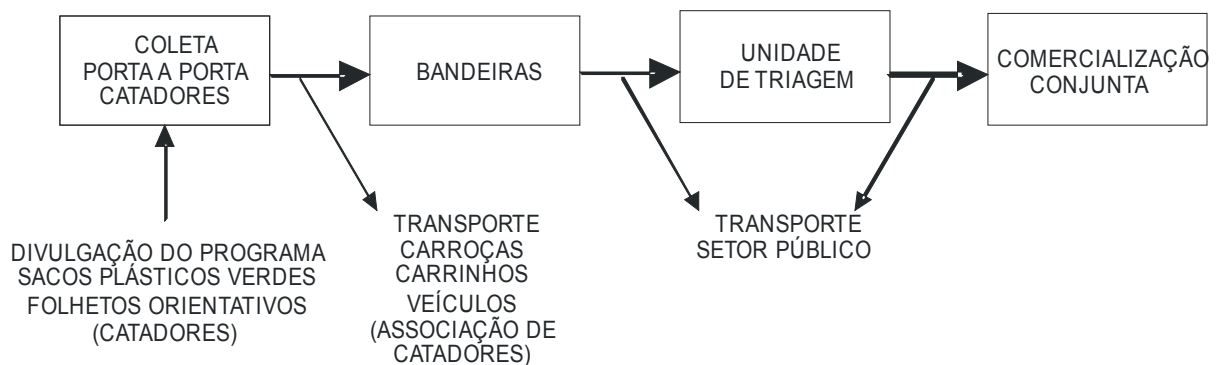 COLETA
PORTA A PORTA
CATADORES
BANDEIRAS
UNIDADE
DE TRIAGEM
COMERCIALIZAÇÃO
CONJUNTA
DIVULGAÇÃO DO PROGRAMA
SACOS PLÁSTICOS VERDES
FOLHETOS ORIENTATIVOS
(CATADORES)
TRANSPORTE
CARROÇAS
CARRINHOS
VEÍCULOS
(ASSOCIAÇÃO DE
CATADORES)
TRANSPORTE
SETOR PÚBLICO